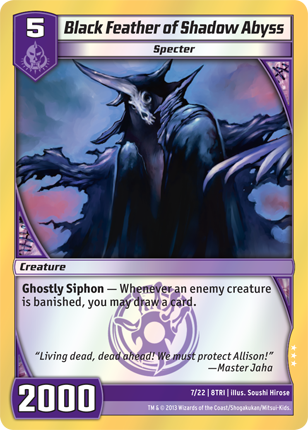 5
Black Feather of Shadow Abyss
Specter
Creature
Ghostly Siphon — Whenever an enemy creature
is banished, you may draw a card.
“Living dead, dead ahead! We must protect Allison!”
—Master Jaha
2000
7/22 | 8TRI | illus. Soushi Hirose
TM & © 2013 Wizards of the Coast/Shogakukan/Mitsui-Kids.